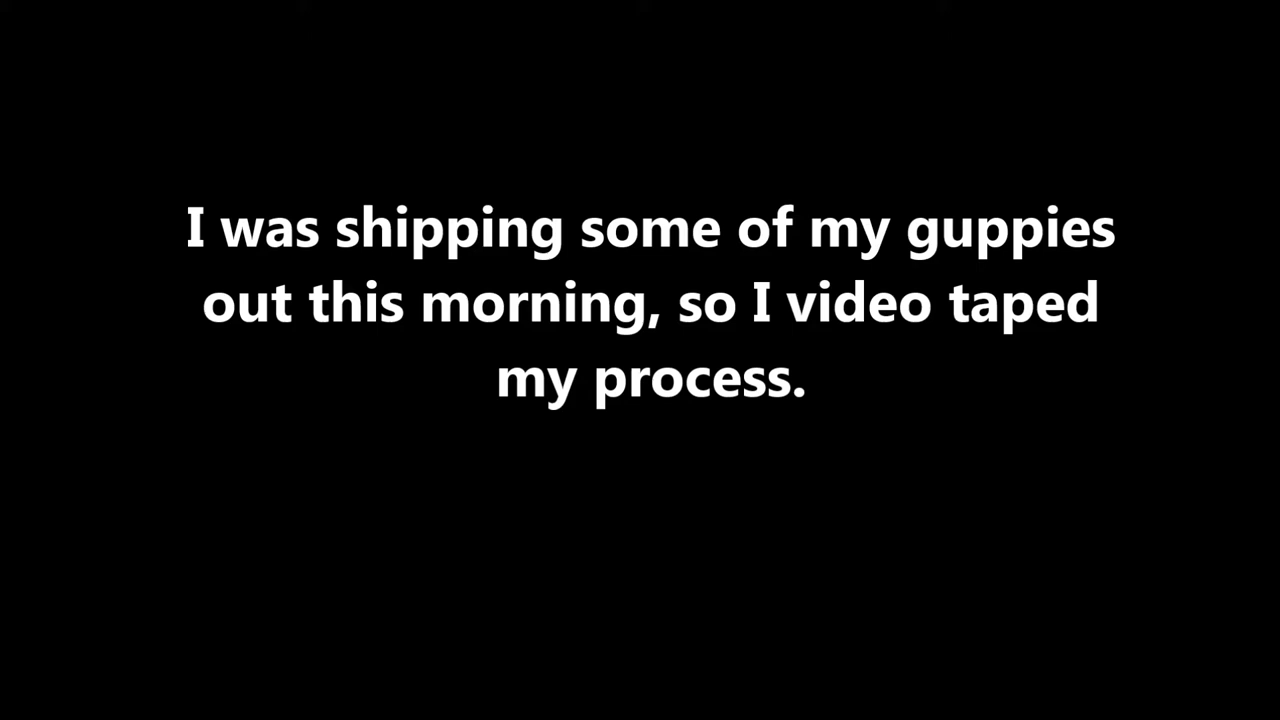 I was shipping some of my guppies
out this morning, so I video taped
my process.